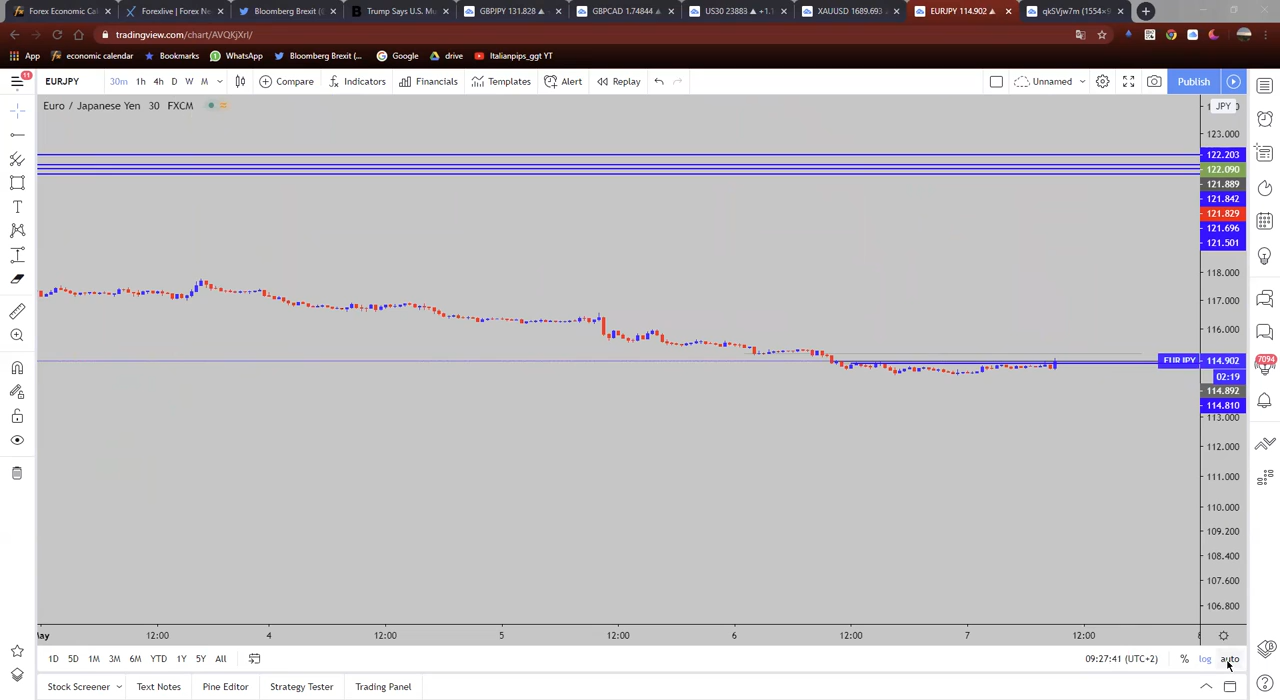 Forex Economic Cal
Forexlive | Forex Ne
Bloomberg Brexit (
Trump Says U.S. Mu
GBPJPY 131.828
GBPCAD 1.74844
US30 23883 +1.
XAUUSD 1689.693
EURJPY 114.902
qkSVjw7m (1554×9
tradingview.com/chart/AVQKjXrI/
App economic calendar Bookmarks WhatsApp Bloomberg Brexit (... Google drive Italianpips_ggt YT
11
EURJPY 30m 1h 4h D W M Compare Indicators Financials Templates Alert Replay Unnamed Publish
Euro / Japanese Yen 30 FXCM
JPY
123.000
122.203
122.090
121.889
121.842
121.829
121.696
121.501
118.000
117.000
116.000
EURJPY 114.902
02:19
114.892
114.810
113.000
112.000
111.000
110.000
109.200
108.400
107.600
106.800
7094
May 12:00 4 12:00 5 12:00 6 12:00 7 12:00 8
1D 5D 1M 3M 6M YTD 1Y 5Y All 09:27:41 (UTC+2) % log auto
Stock Screener Text Notes Pine Editor Strategy Tester Trading Panel